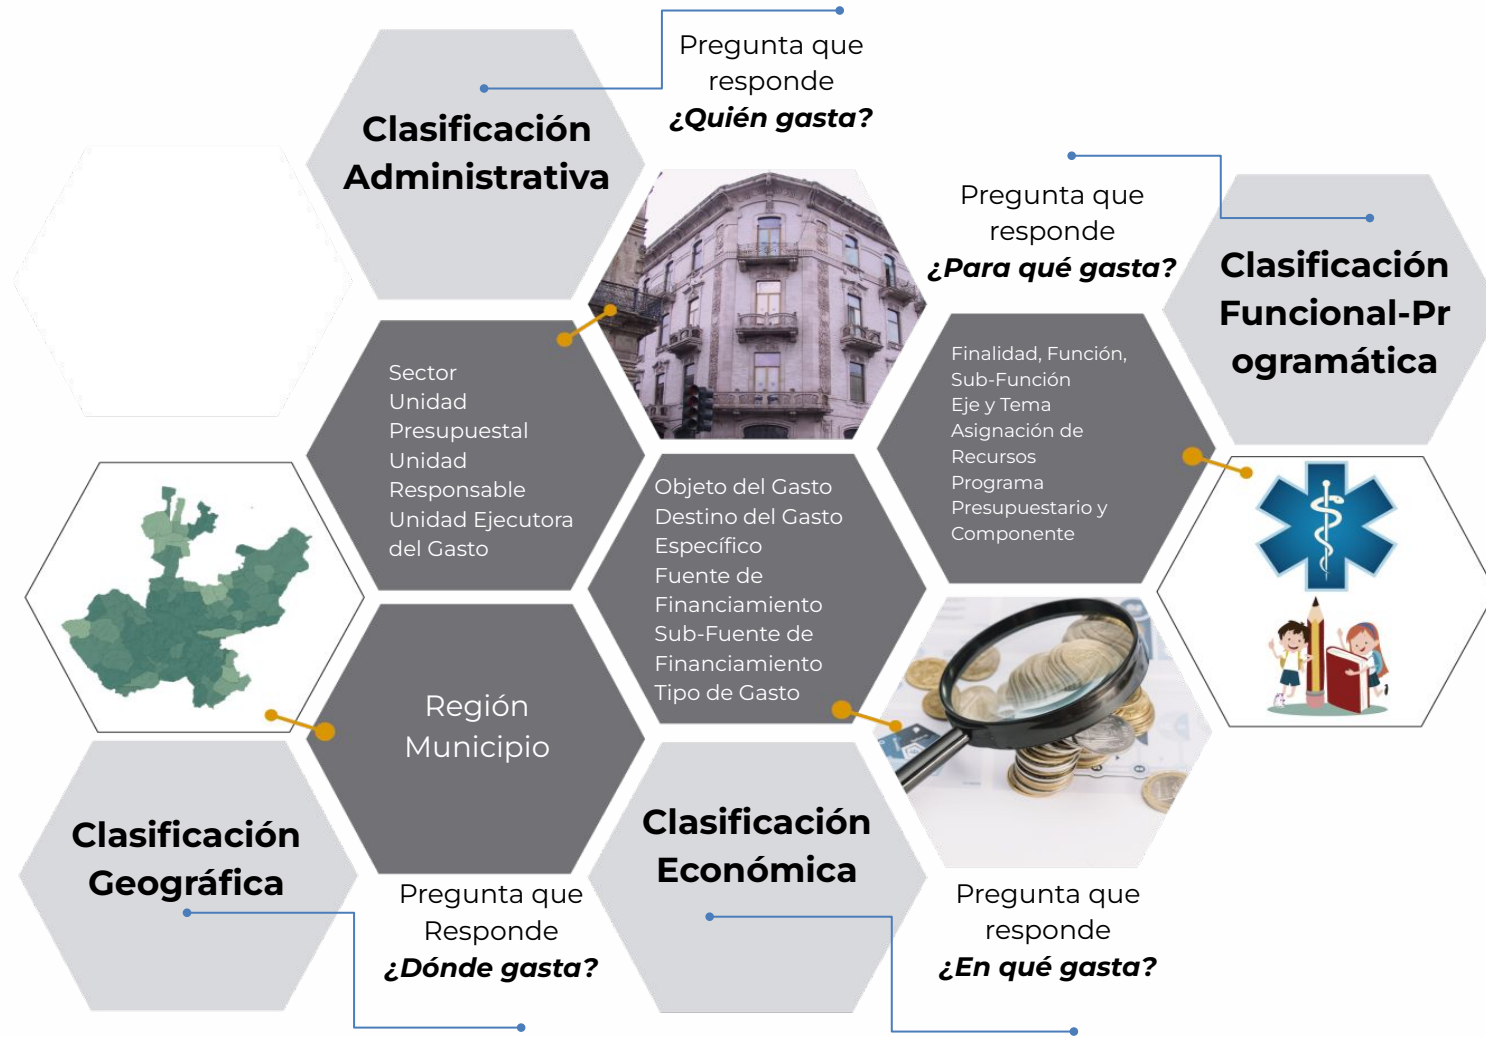 Pregunta que
responde
¿Quién gasta?
Clasificación
Administrativa
Pregunta que
responde
¿Para qué gasta?
Clasificación
Funcional-Pr
ogramática
Sector
Unidad
Presupuestal
Unidad
Responsable
Unidad Ejecutora
del Gasto
Finalidad, Función,
Sub-Función
Eje y Tema
Asignación de
Recursos
Programa
Presupuestario y
Componente
Objeto del Gasto
Destino del Gasto
Específico
Fuente de
Financiamiento
Sub-Fuente de
Financiamiento
Tipo de Gasto
Región
Municipio
Clasificación
Geográfica
Pregunta que
Responde
¿Dónde gasta?
Clasificación
Económica
Pregunta que
responde
¿En qué gasta?